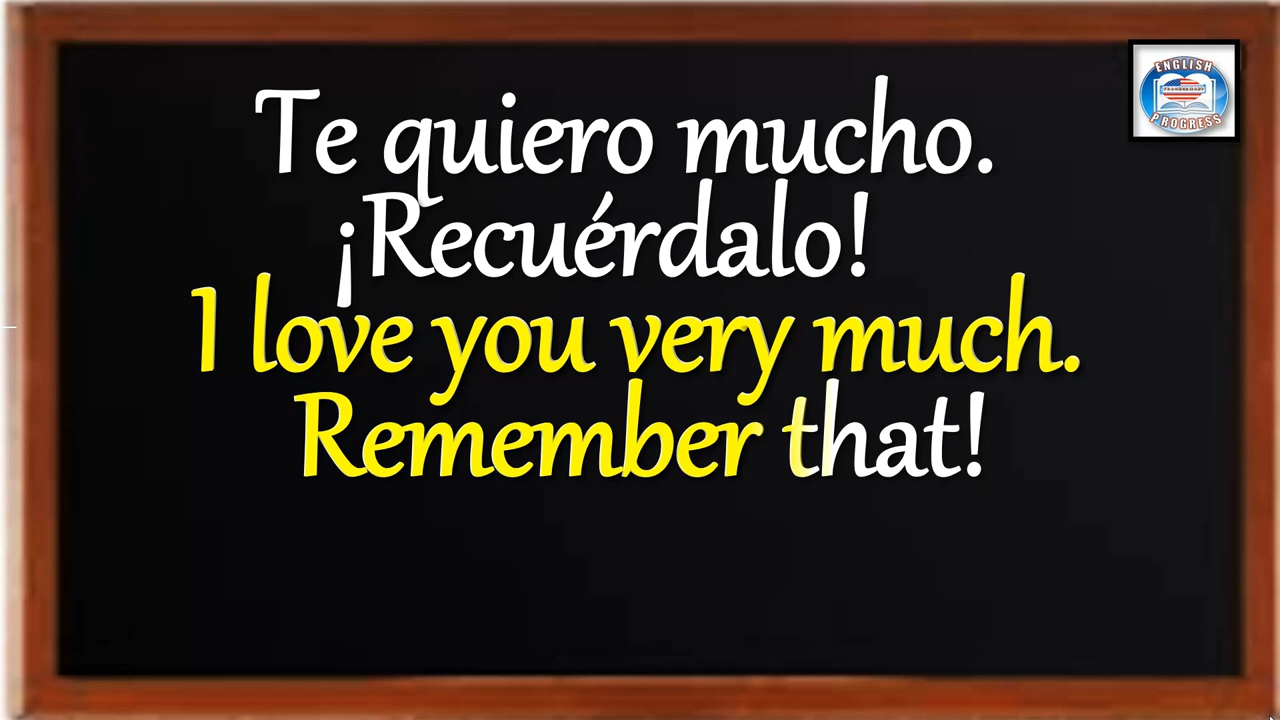 Te quiero mucho.
¡Recuérdalo!
I love you very much.
Remember that!
ENGLISH
PROGRESS